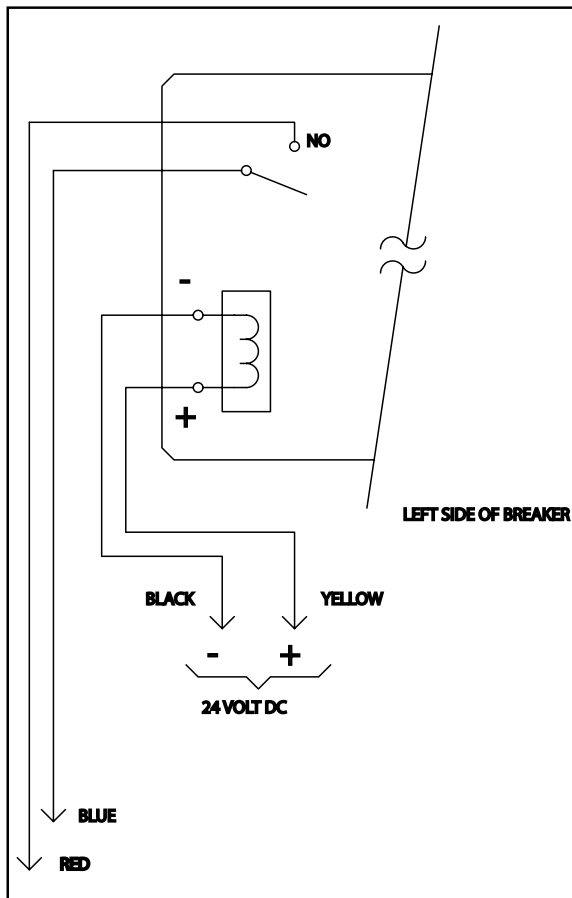 NO
-
+
LEFT SIDE OF BREAKER
BLACK YELLOW
- +
24 VOLT DC
BLUE
RED